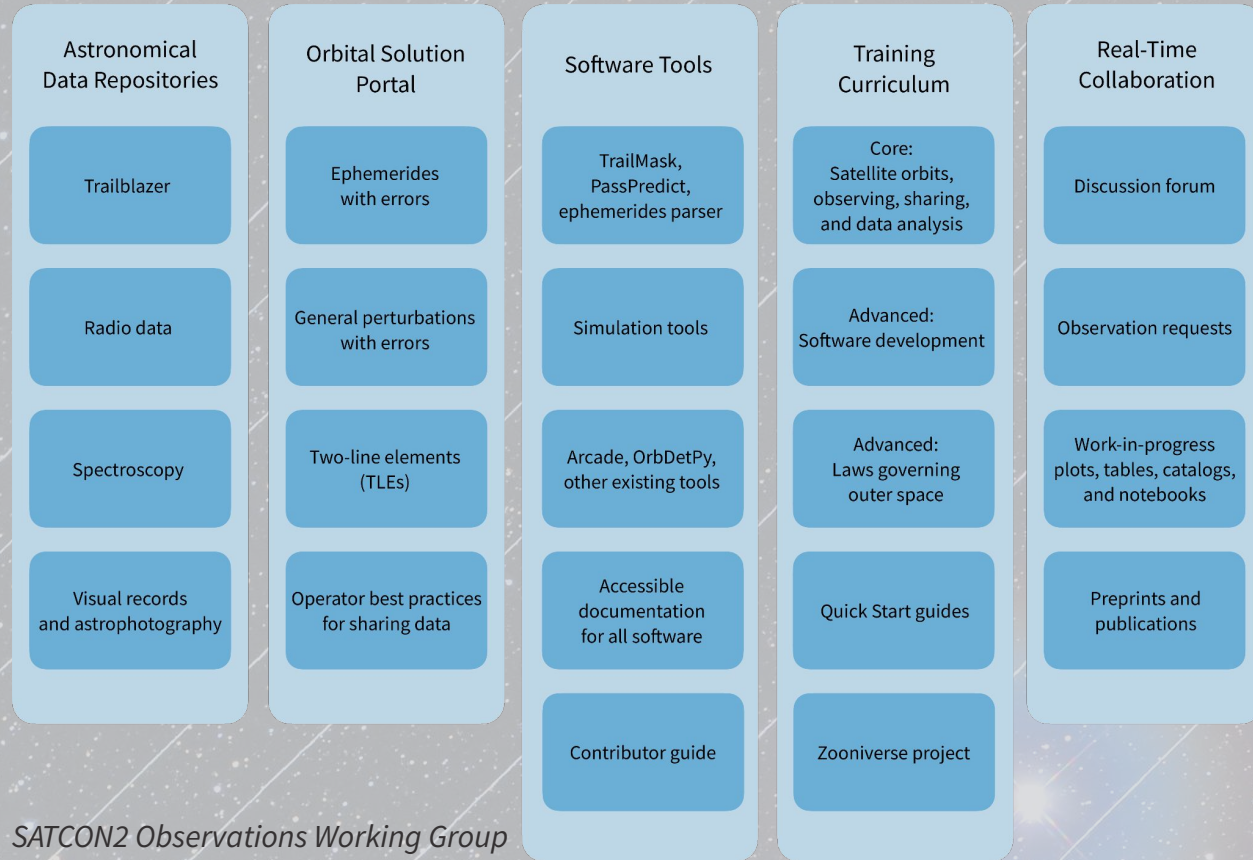 Astronomical
Data Repositories
Trailblazer
Radio data
Spectroscopy
Visual records
and astrophotography
Orbital Solution
Portal
Ephemerides
with errors
General perturbations
with errors
Two-line elements
(TLEs)
Operator best practices
for sharing data
Software Tools
TrailMask,
PassPredict,
ephemerides parser
Simulation tools
Arcade, OrbDetPy,
other existing tools
Accessible
documentation
for all software
Contributor guide
Training
Curriculum
Core:
Satellite orbits,
observing, sharing,
and data analysis
Advanced:
Software development
Advanced:
Laws governing
outer space
Quick Start guides
Zooniverse project
Real-Time
Collaboration
Discussion forum
Observation requests
Work-in-progress
plots, tables, catalogs,
and notebooks
Preprints and
publications
SATCON2 Observations Working Group